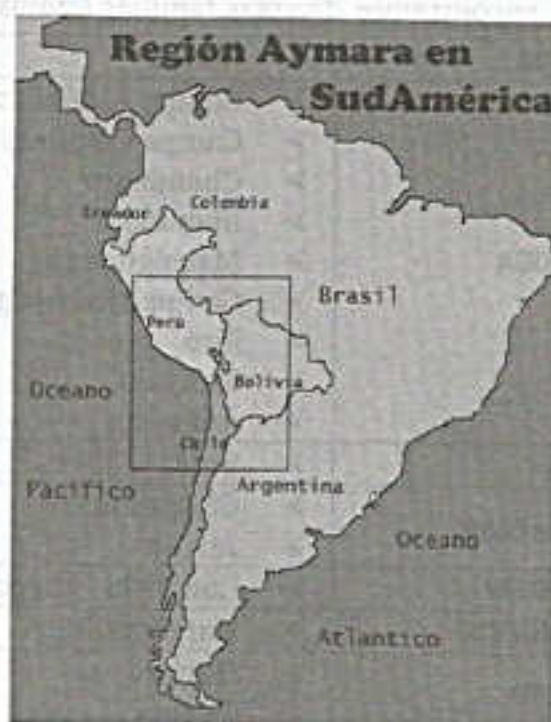 Región Aymara en
SudAmérica
Ecuador
Colombia
Brasil
Perú
Oceano
Bolivia
Chile
Pacifico
Argentina
Oceano
Atlantico